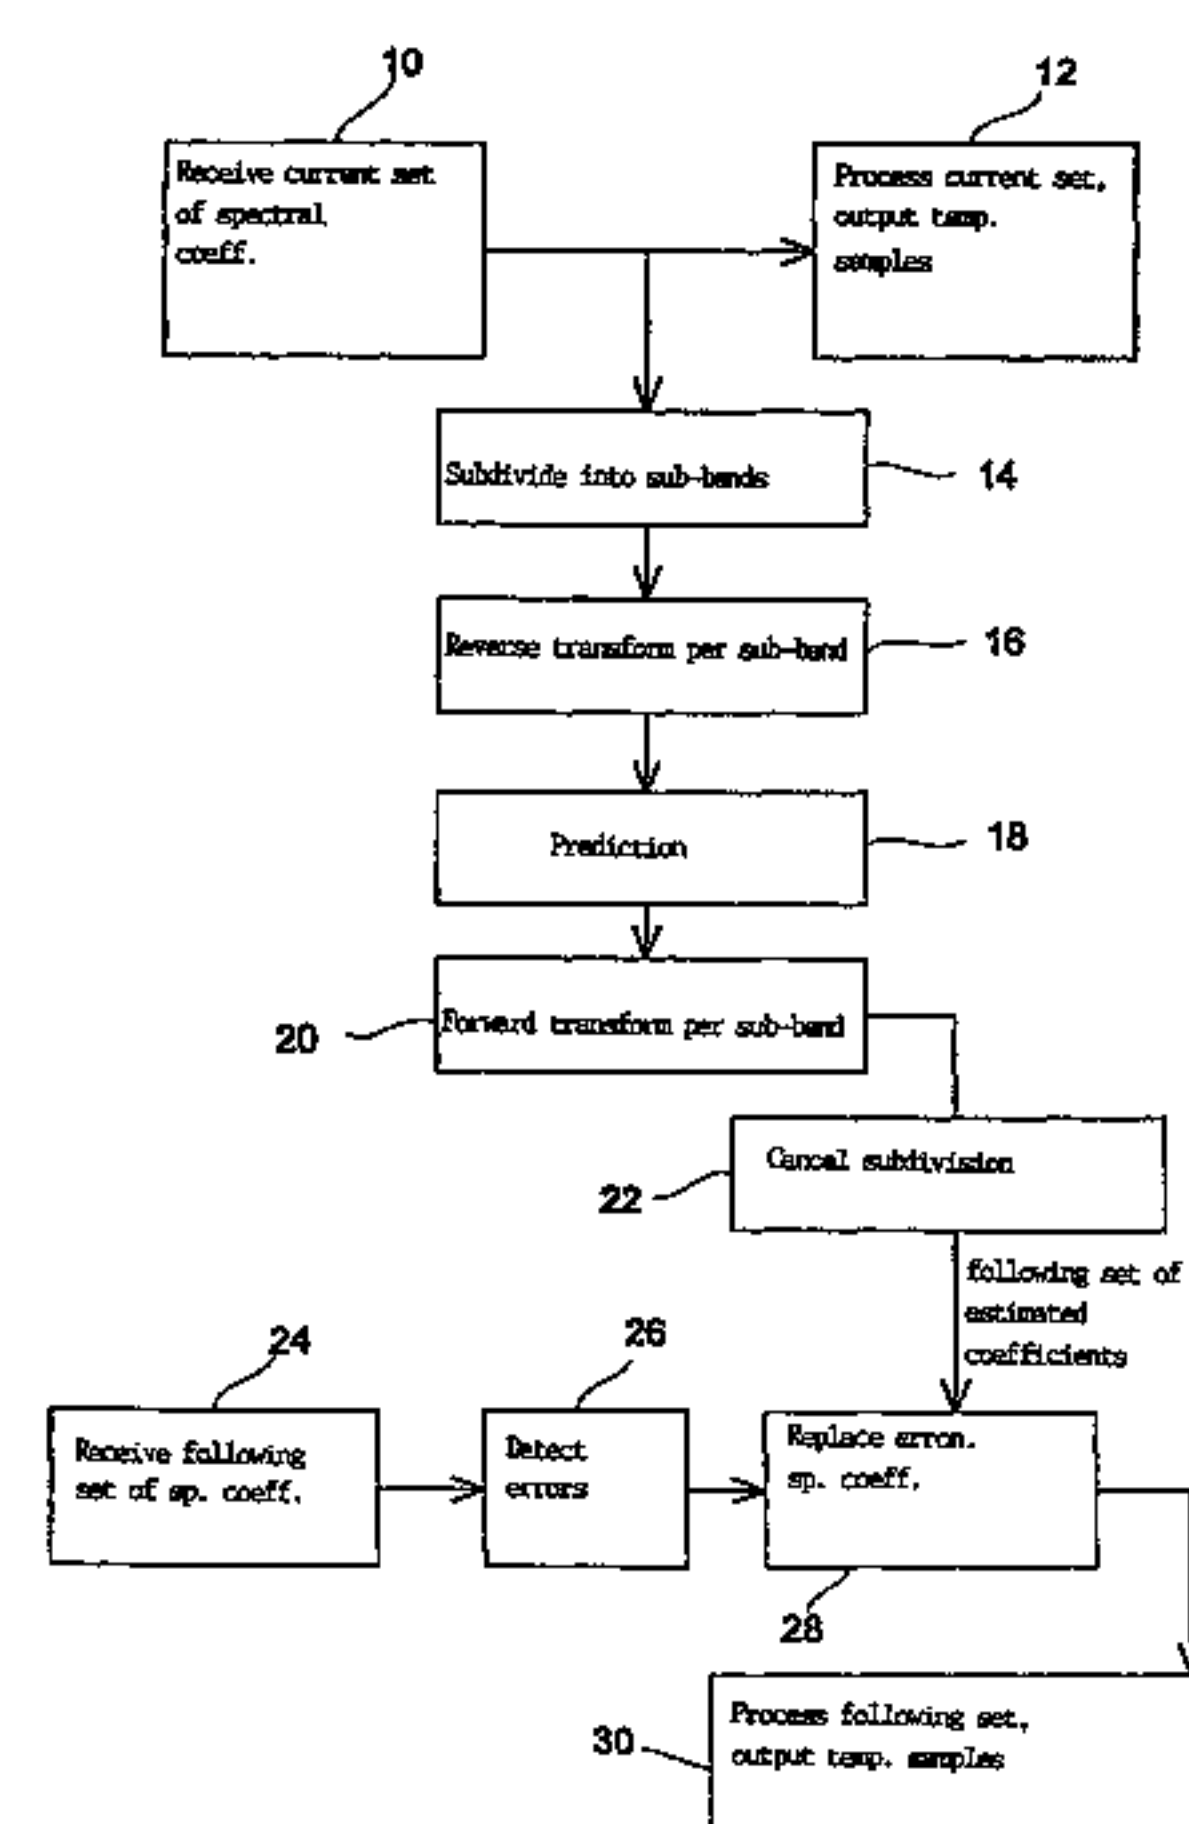 10
12
Receive current set
of spectral
coeff.
Process current set,
output temp.
samples
Subdivide into sub-bands
14
Reverse transform per sub-band
16
Prediction
18
Forward transform per sub-band
20
Cancel subdivision
22
following set of
estimated
coefficients
24
26
Receive following
set of sp. coeff.
Detect
errors
Replace erron.
sp. coeff.
28
Process following set,
output temp. samples
30